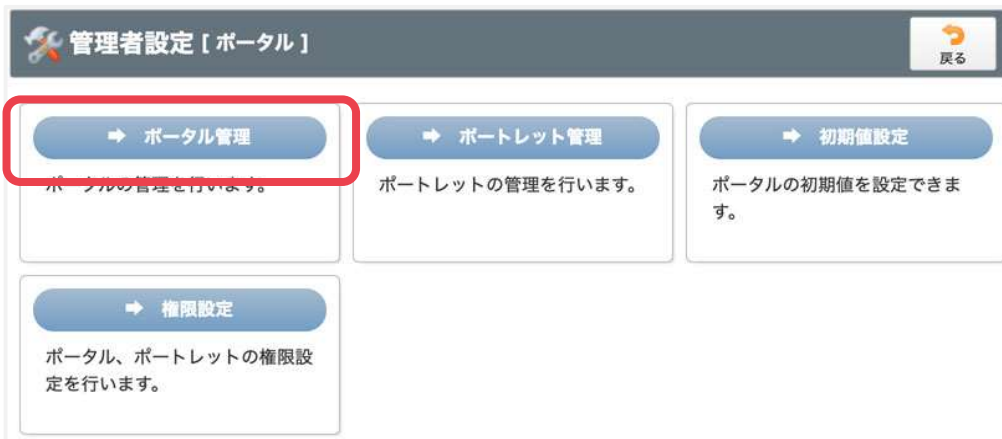 管理者設定 [ ポータル ]
戻る
➡ ポータル管理
ポータルの管理を行います。
➡ ポートレット管理
ポートレットの管理を行います。
➡ 初期値設定
ポータルの初期値を設定できま
す。
➡ 権限設定
ポータル、ポートレットの権限設
定を行います。